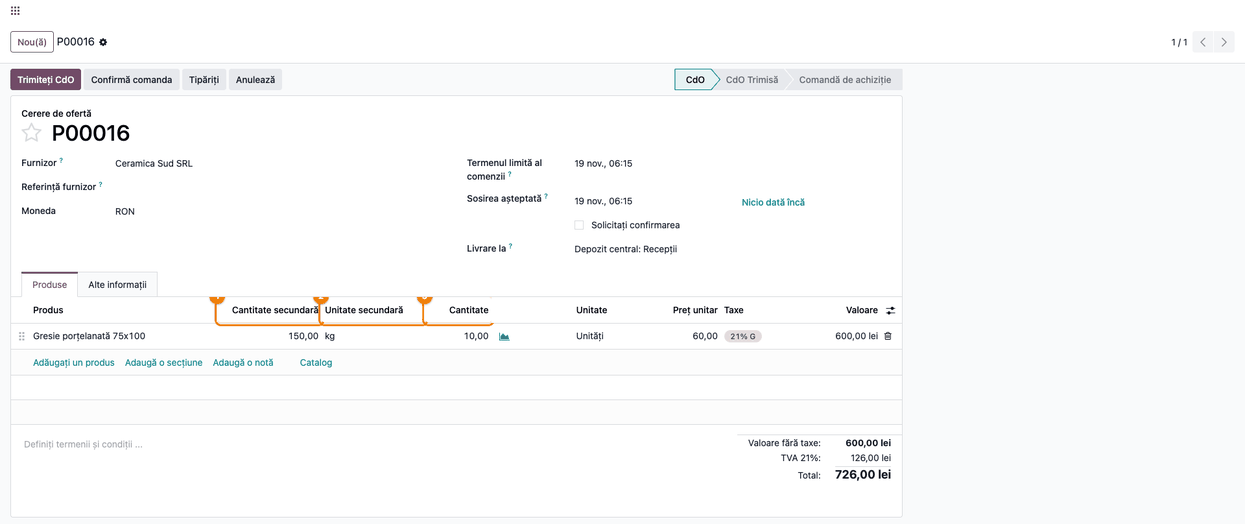 Nou(ă) P00016 1 / 1
Trimiteți CdO Confirmă comanda Tipăriți Anulează CdO CdO Trimisă Comandă de achiziție
Cerere de ofertă
P00016
Furnizor ? Ceramica Sud SRL Termenul limită al comenzii ? 19 nov., 06:15
Referință furnizor ? Sosirea așteptată ? 19 nov., 06:15 Nicio dată încă
Moneda RON
Solicitați confirmarea
Livrare la ? Depozit central: Recepții
Produse Alte informații
Produs Cantitate secundară Unitate secundară Cantitate Unitate Preț unitar Taxe Valoare
Gresie porțelanată 75x100 150,00 kg 10,00 Unități 60,00 21% G 600,00 lei
Adăugați un produs Adaugă o secțiune Adaugă o notă Catalog
Definiți termenii și condiții ...
Valoare fără taxe: 600,00 lei
TVA 21%: 126,00 lei
Total: 726,00 lei